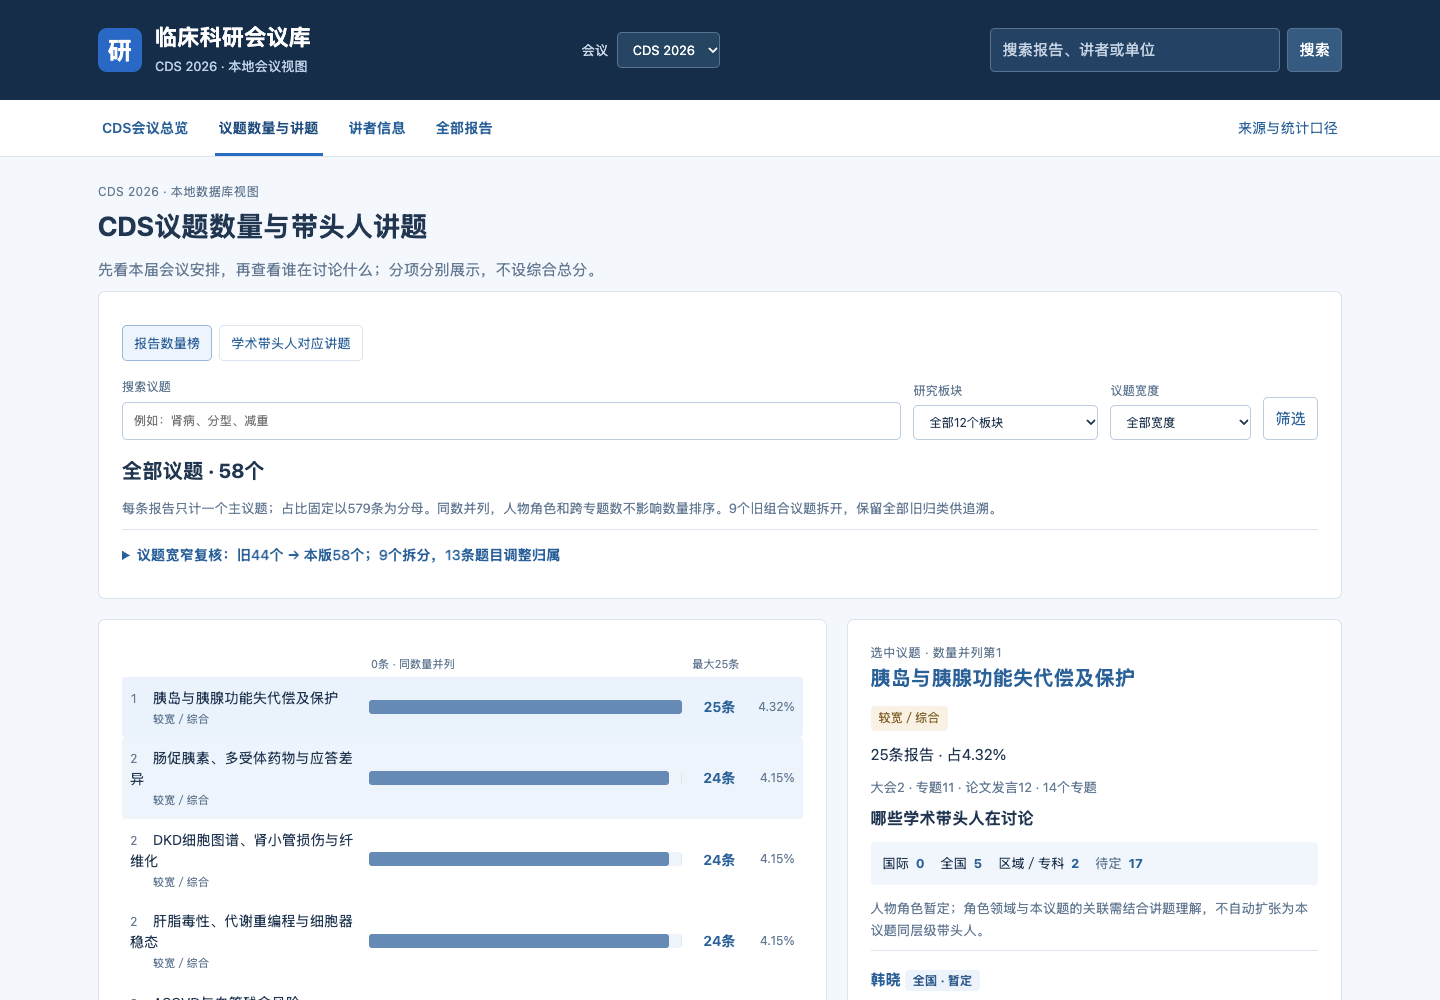 研
临床科研会议库
CDS 2026 · 本地会议视图
会议
CDS 2026
搜索报告、讲者或单位
搜索
CDS会议总览
议题数量与讲题
讲者信息
全部报告
来源与统计口径
CDS 2026 · 本地数据库视图
CDS议题数量与带头人讲题
先看本届会议安排，再查看谁在讨论什么；分项分别展示，不设综合总分。
报告数量榜
学术带头人对应讲题
搜索议题
例如：肾病、分型、减重
研究板块
全部12个板块
议题宽度
全部宽度
筛选
全部议题 · 58个
每条报告只计一个主议题；占比固定以579条为分母。同数并列，人物角色和跨专题数不影响数量排序。9个旧组合议题拆开，保留全部旧归类供追溯。
▶ 议题宽窄复核：旧44个 → 本版58个；9个拆分，13条题目调整归属
0条 · 同数量并列
最大25条
1 胰岛与胰腺功能失代偿及保护
较宽 / 综合
25条
4.32%
2 肠促胰素、多受体药物与应答差
异
较宽 / 综合
24条
4.15%
2 DKD细胞图谱、肾小管损伤与纤
维化
较宽 / 综合
24条
4.15%
2 肝脂毒性、代谢重编程与细胞器
稳态
较宽 / 综合
24条
4.15%
选中议题 · 数量并列第1
胰岛与胰腺功能失代偿及保护
较宽 / 综合
25条报告 · 占4.32%
大会2 · 专题11 · 论文发言12 · 14个专题
哪些学术带头人在讨论
国际 0 全国 5 区域 / 专科 2 待定 17
人物角色暂定；角色领域与本议题的关联需结合讲题理解，不自动扩张为本
议题同层级带头人。
韩晓 全国 · 暂定